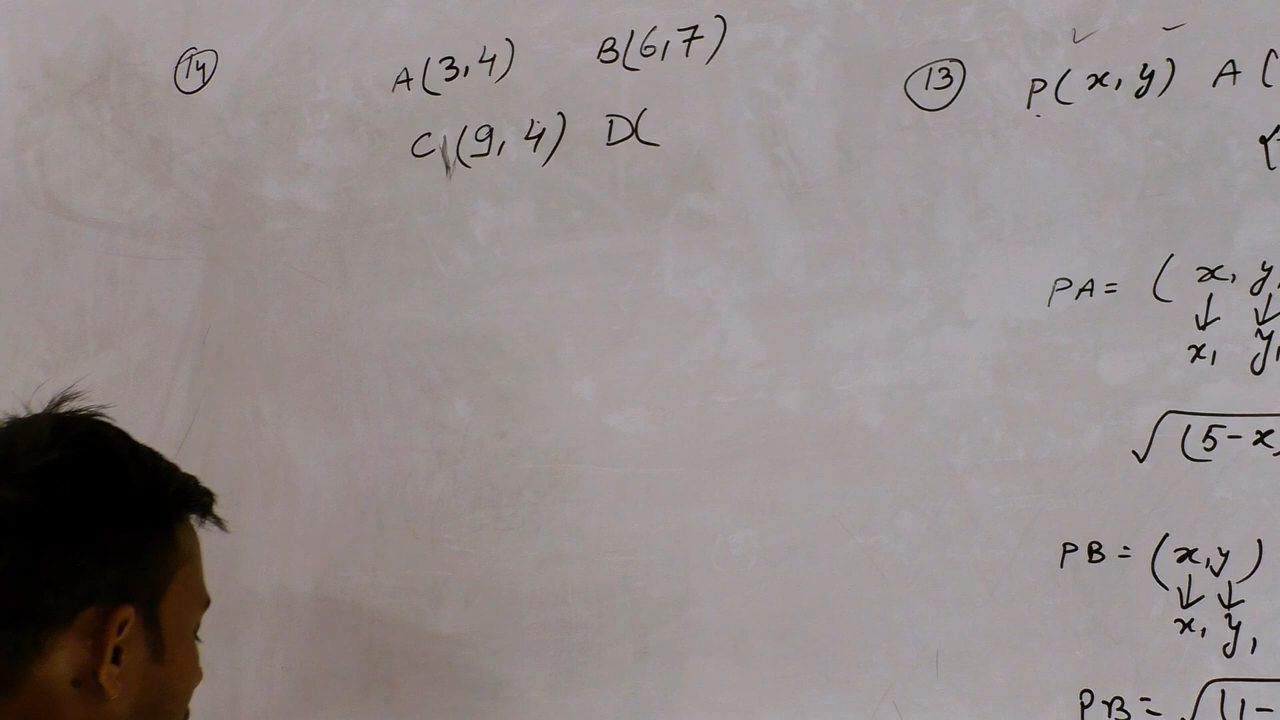 14 A(3,4) B(6,7)
C(9,4) D(
13 P(x,y) A(
PA= (x, y,
↓ ↓
x₁ y₁
√(5-x)
PB = (x,y)
↓ ↓
x₁ y₁
PB = √(1-